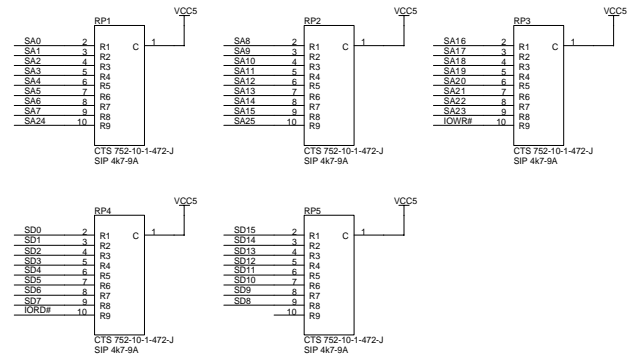 RP1
VCC5
SA0 2 R1 C 1
SA1 3 R2
SA2 4 R3
SA3 5 R4
SA4 6 R5
SA5 7 R6
SA6 8 R7
SA7 9 R8
SA24 10 R9
CTS 752-10-1-472-J
SIP 4k7-9A
RP2
VCC5
SA8 2 R1 C 1
SA9 3 R2
SA10 4 R3
SA11 5 R4
SA12 6 R5
SA13 7 R6
SA14 8 R7
SA15 9 R8
SA25 10 R9
CTS 752-10-1-472-J
SIP 4k7-9A
RP3
VCC5
SA16 2 R1 C 1
SA17 3 R2
SA18 4 R3
SA19 5 R4
SA20 6 R5
SA21 7 R6
SA22 8 R7
SA23 9 R8
IOWR# 10 R9
CTS 752-10-1-472-J
SIP 4k7-9A
RP4
VCC5
SD0 2 R1 C 1
SD1 3 R2
SD2 4 R3
SD3 5 R4
SD4 6 R5
SD5 7 R6
SD6 8 R7
SD7 9 R8
IORD# 10 R9
CTS 752-10-1-472-J
SIP 4k7-9A
RP5
VCC5
SD15 2 R1 C 1
SD14 3 R2
SD13 4 R3
SD12 5 R4
SD11 6 R5
SD10 7 R6
SD9 8 R7
SD8 9 R8
10 R9
CTS 752-10-1-472-J
SIP 4k7-9A